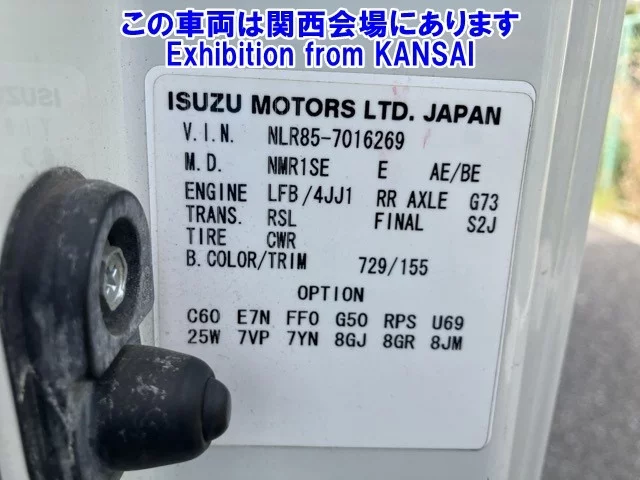 この車両は関西会場にあります
Exhibition from KANSAI
ISUZU MOTORS LTD. JAPAN
V.I.N. NLR85-7016269
M.D. NMR1SE E AE/BE
ENGINE LFB/4JJ1 RR AXLE G73
TRANS. RSL FINAL S2J
TIRE CWR
B.COLOR/TRIM 729/155
OPTION
C60 E7N FF0 G50 RPS U69
25W 7VP 7YN 8GJ 8GR 8JM